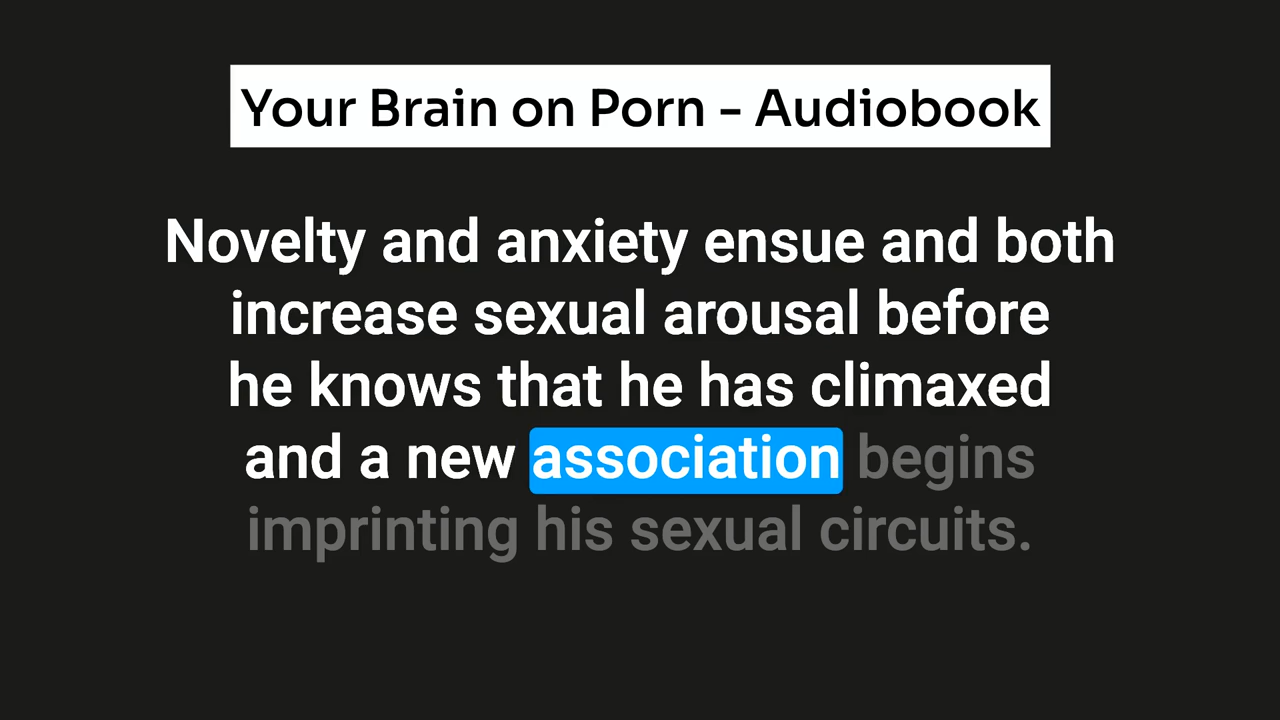 Your Brain on Porn - Audiobook
Novelty and anxiety ensue and both
increase sexual arousal before
he knows that he has climaxed
and a new association begins
imprinting his sexual circuits.